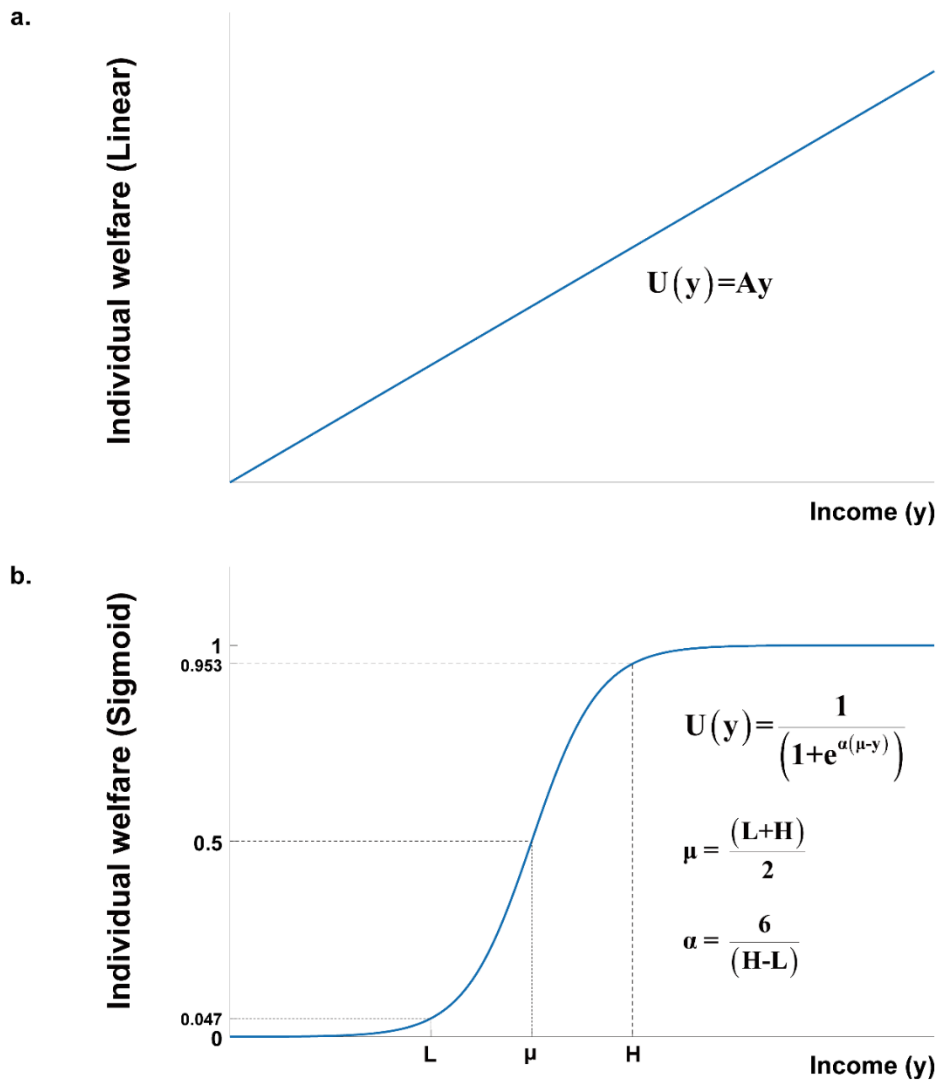 a.
Individual welfare (Linear)
U(y)=Ay
Income (y)
b.
Individual welfare (Sigmoid)
1
0.953
0.5
0.047
0
U(y)=1/(1+e^α(μ-y))
μ = (L+H)/2
α = 6/(H-L)
L μ H
Income (y)